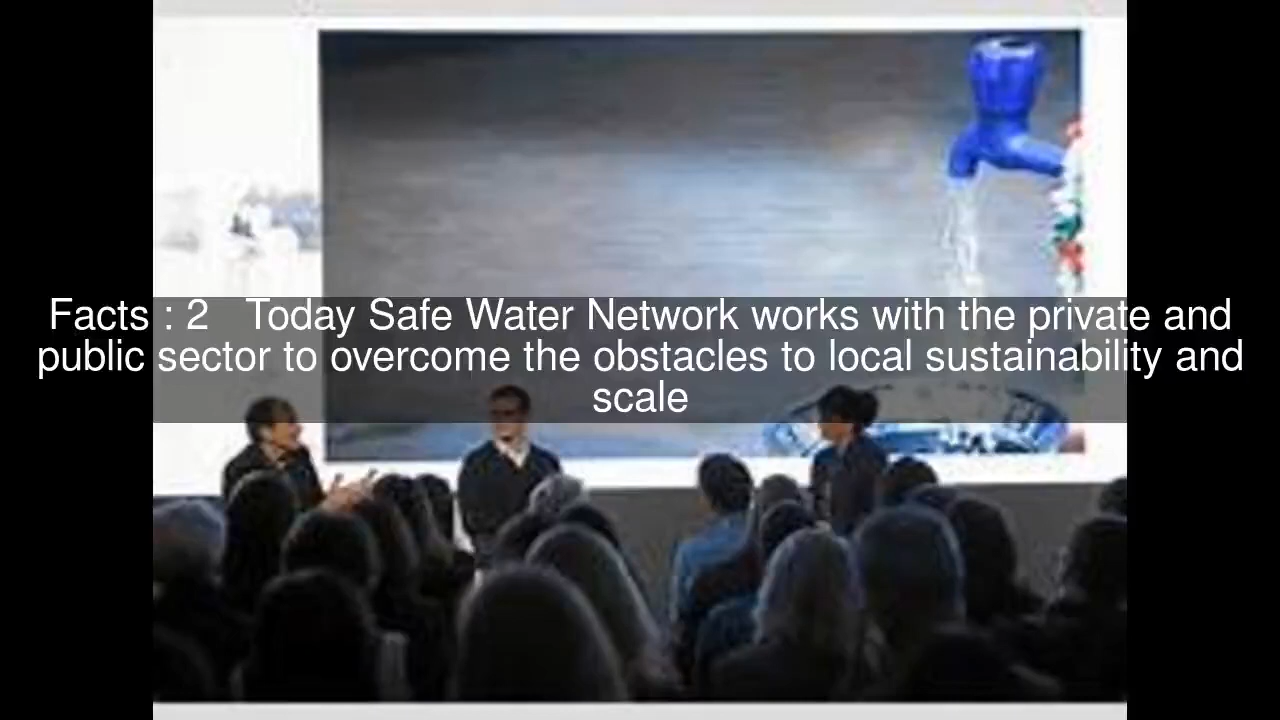 Facts : 2   Today Safe Water Network works with the private and
public sector to overcome the obstacles to local sustainability and
scale